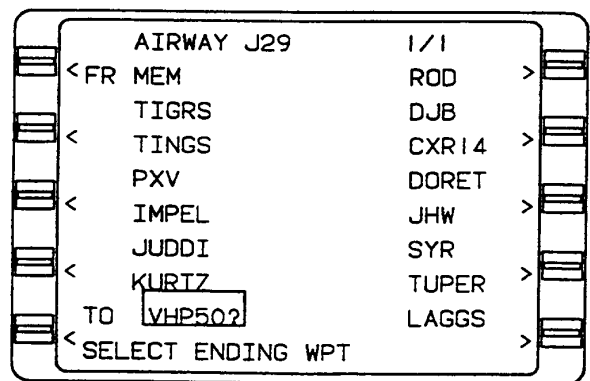 AIRWAY J29 1/1
<FR MEM ROD >
TIGRS DJB
< TINGS CXR14 >
PXV DORET
< IMPEL JHW >
JUDDI SYR
< KURTZ TUPER >
TO VHP50? LAGGS
<SELECT ENDING WPT >